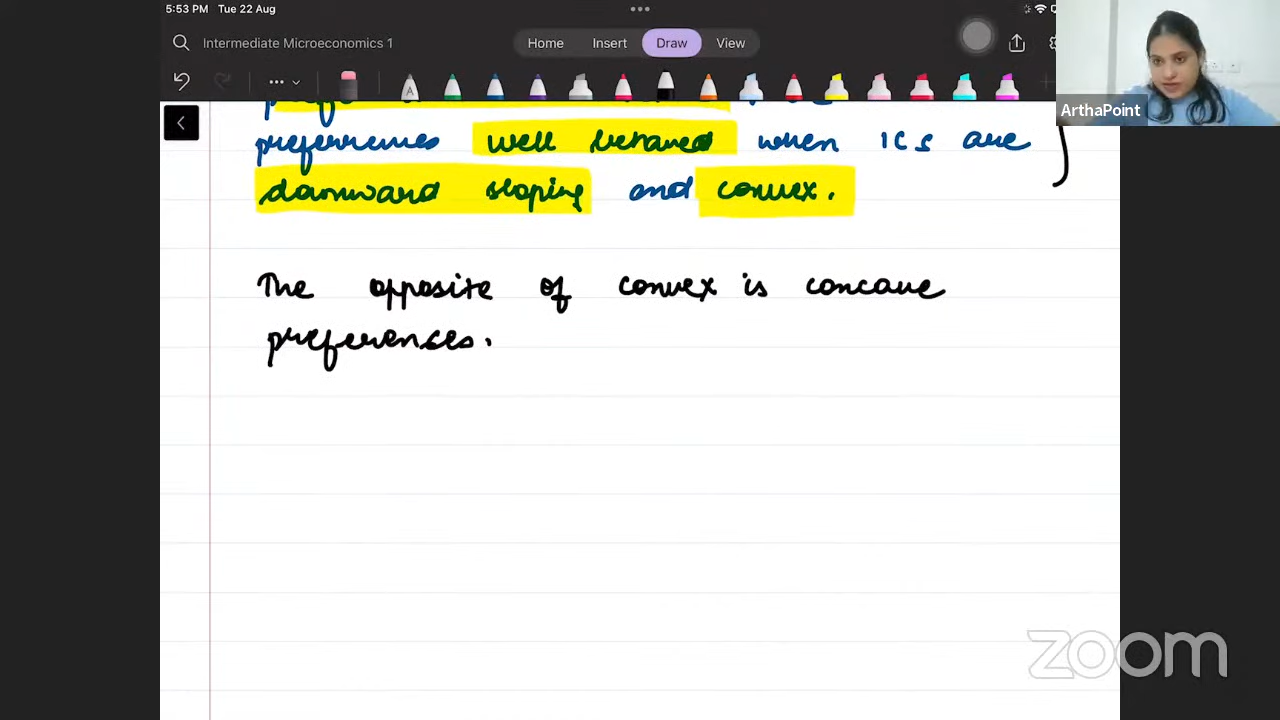 5:53 PM Tue 22 Aug
Intermediate Microeconomics 1
Home Insert Draw View
ArthaPoint
preferences well behaved when ICs are
downward sloping and convex.
The opposite of convex is concave
preferences.
zoom